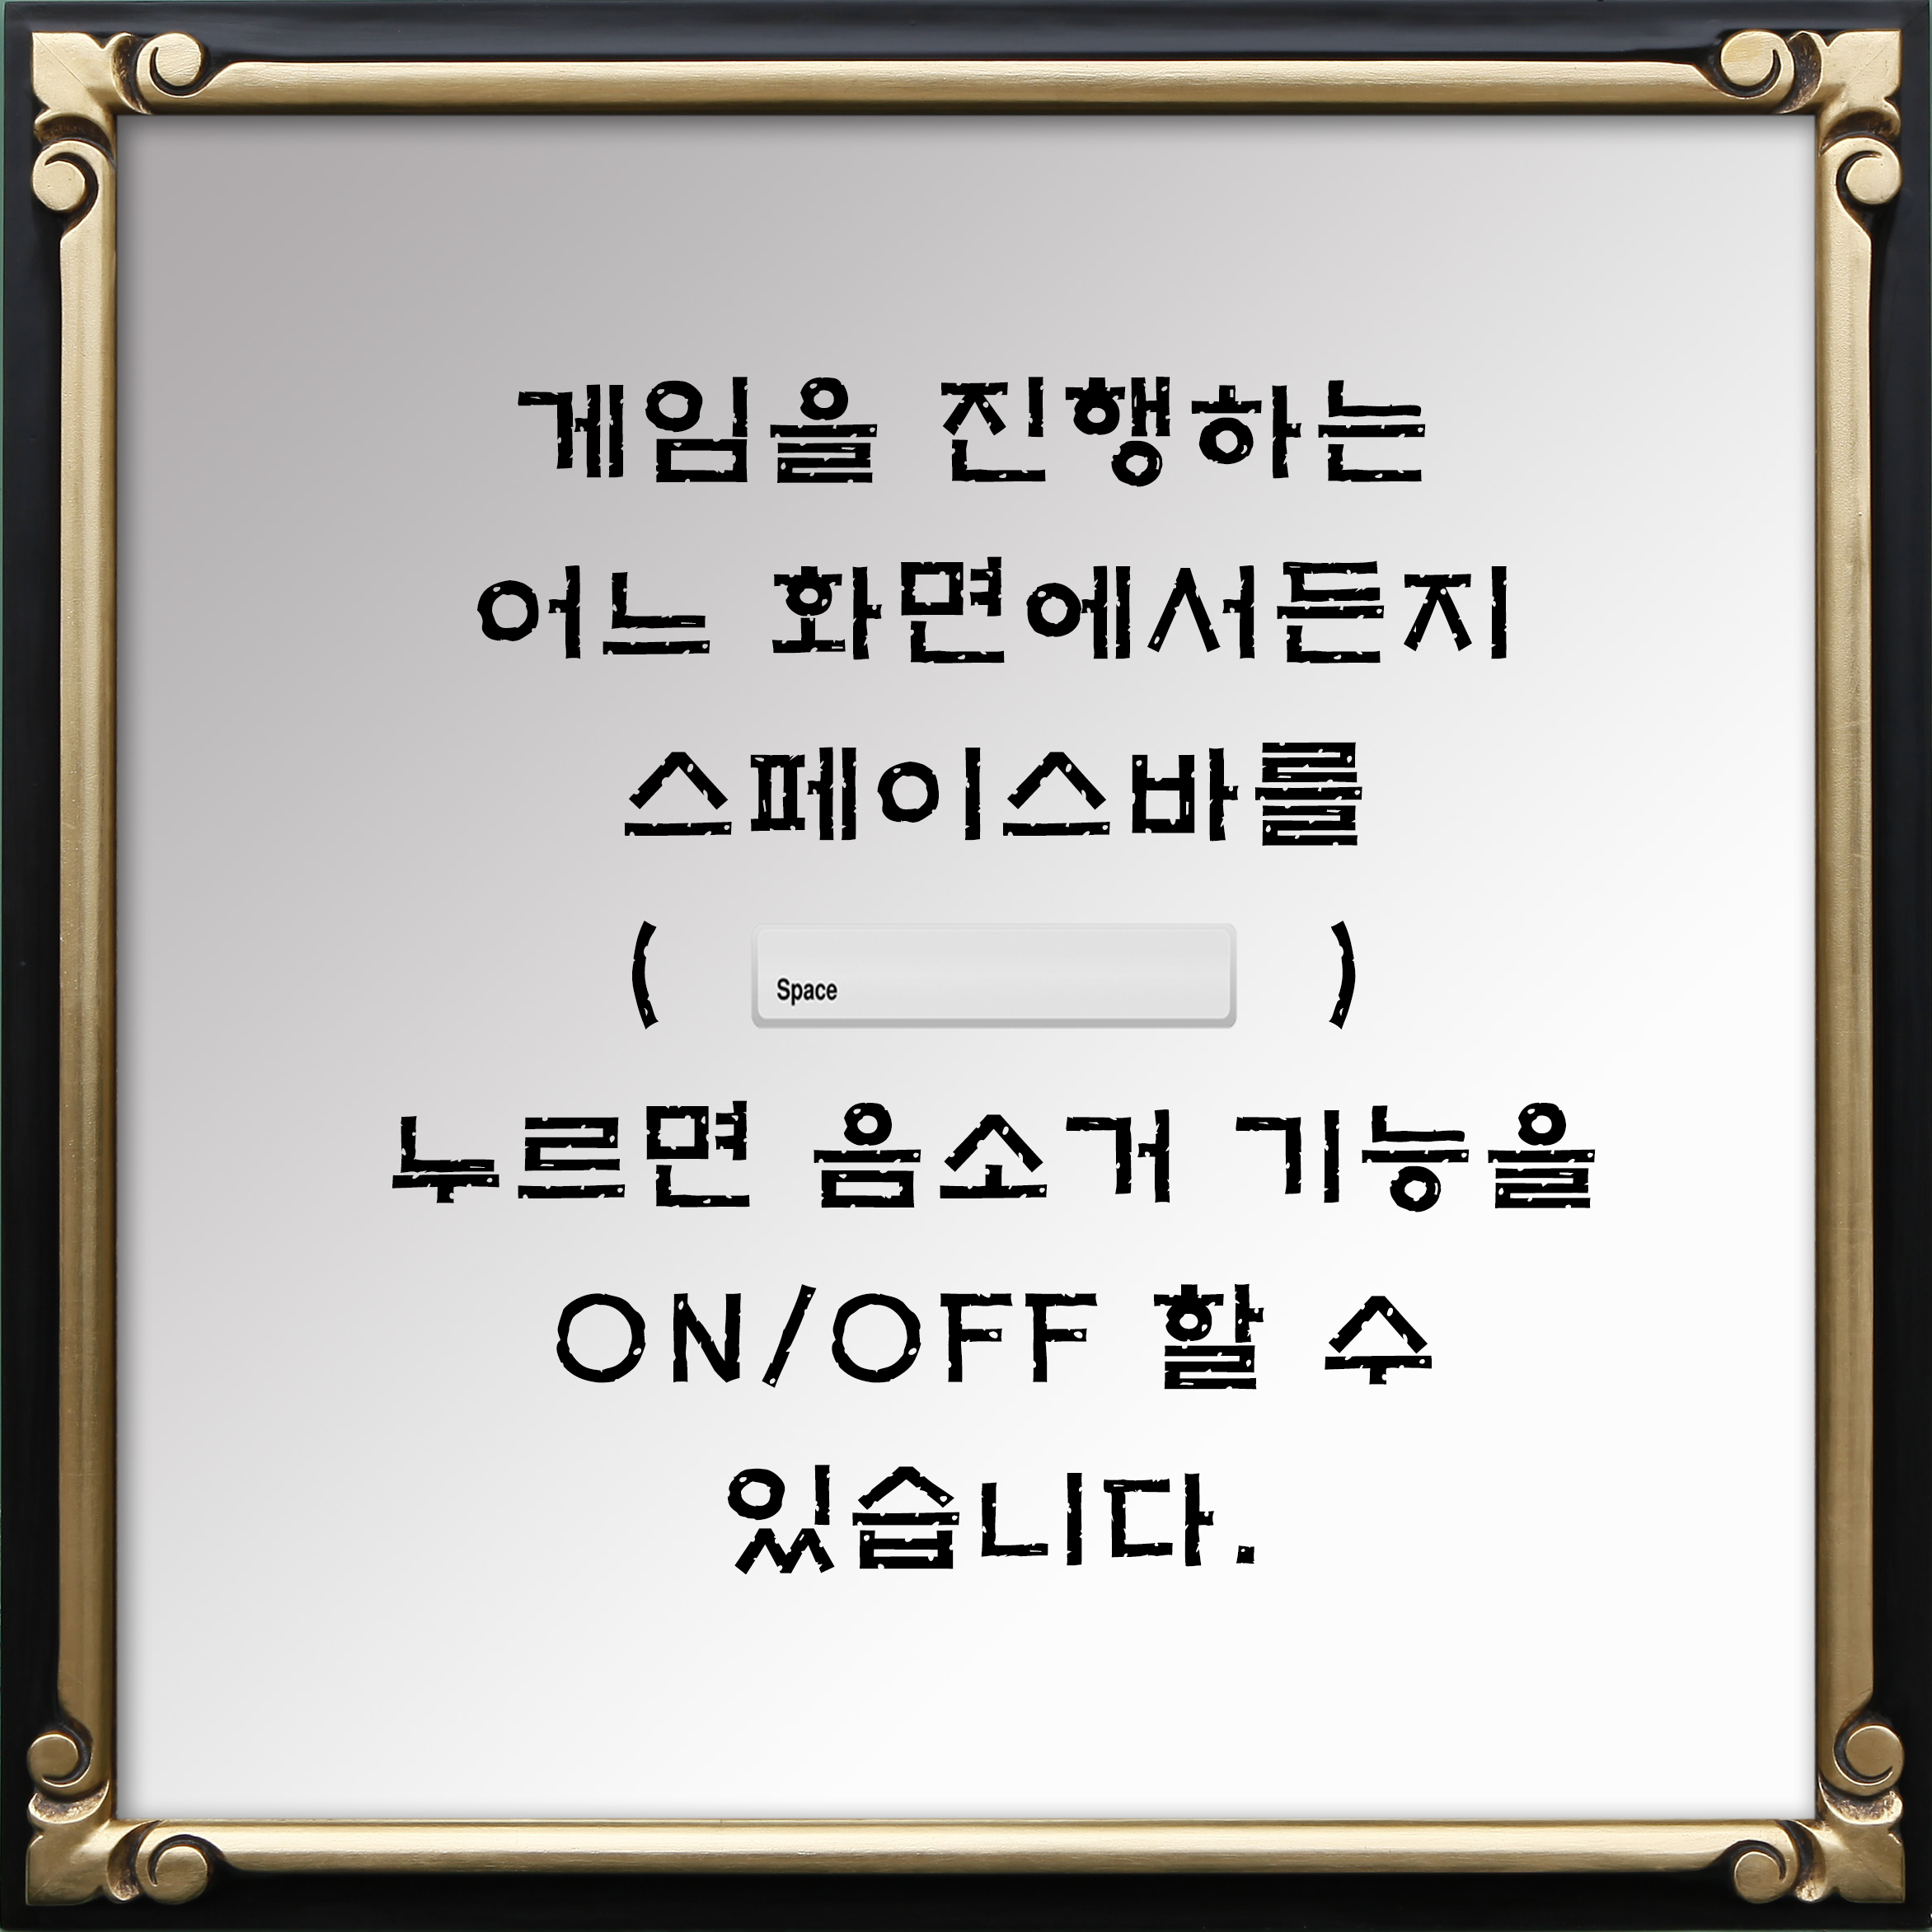 게임을 진행하는
어느 화면에서든지
스페이스바를
( Space )
누르면 음소거 기능을
ON/OFF 할 수
있습니다.